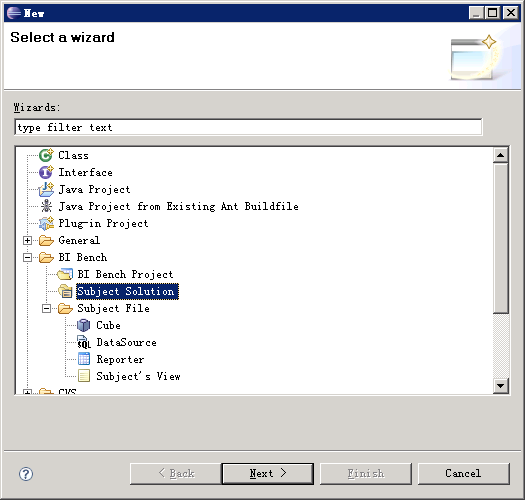 New
Select a wizard
Wizards:
type filter text
Class
Interface
Java Project
Java Project from Existing Ant Buildfile
Plug-in Project
General
BI Bench
BI Bench Project
Subject Solution
Subject File
Cube
SQL DataSource
Reporter
Subject's View
CVS
? < Back Next > Finish Cancel